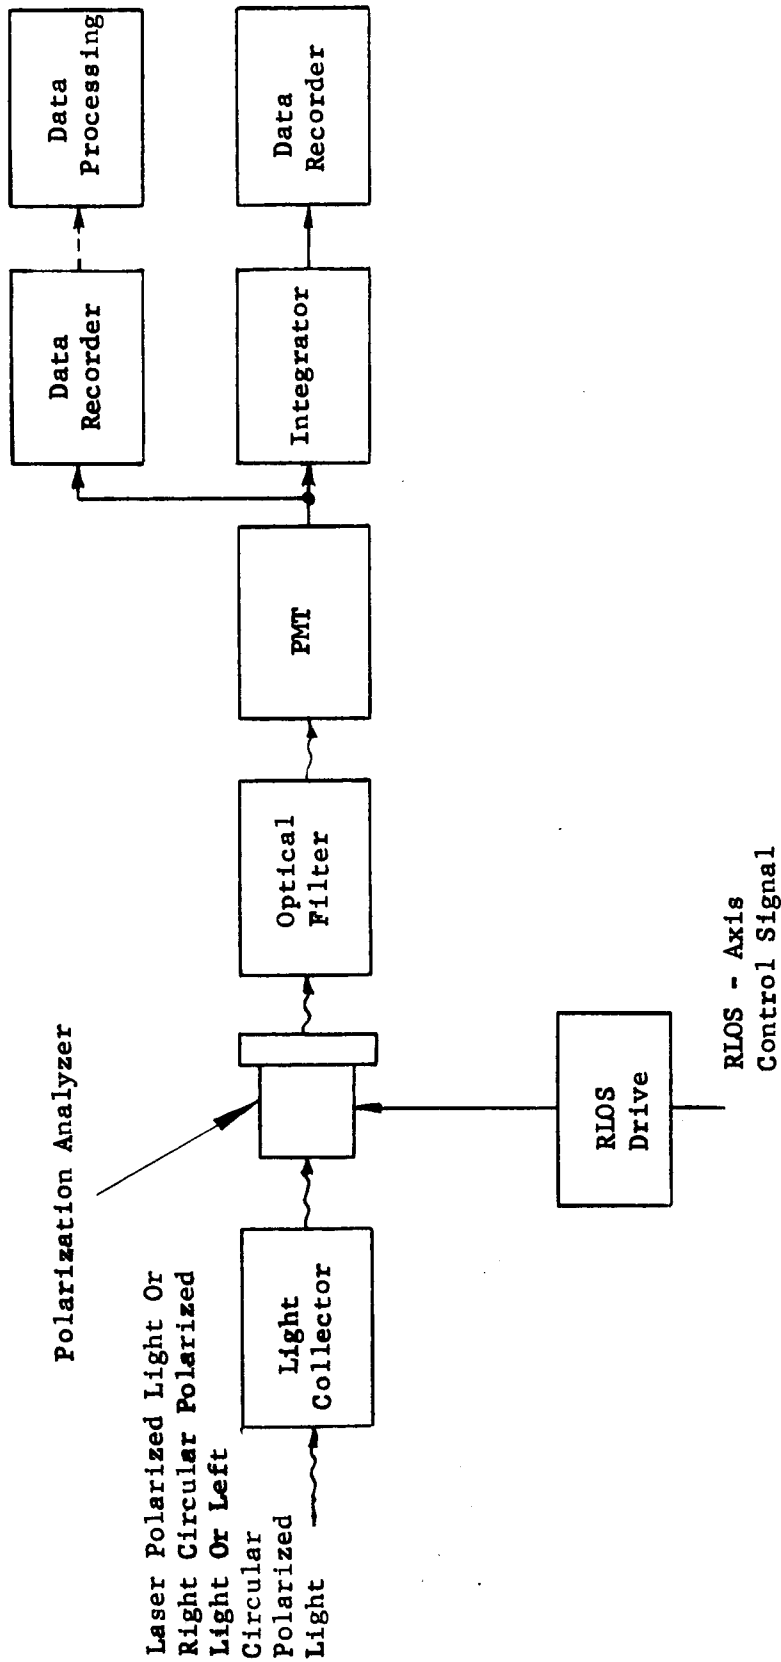 Laser Polarized Light Or
Right Circular Polarized
Light Or Left
Circular
Polarized
Light
Polarization Analyzer
Light
Collector
Optical
Filter
PMT
Integrator
Data
Recorder
Data
Recorder
Data
Processing
RLOS
Drive
RLOS - Axis
Control Signal